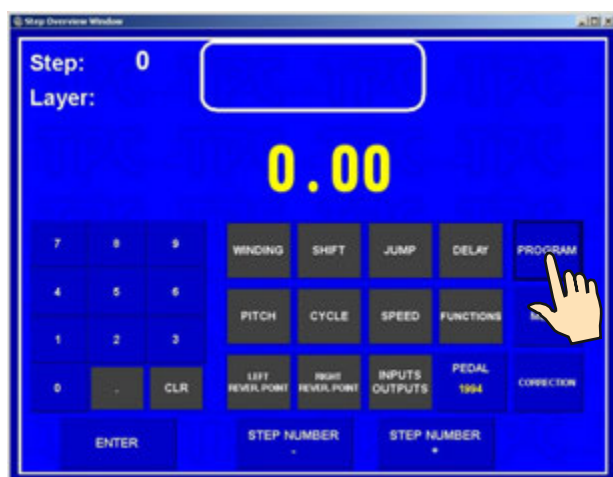 Step Overview Window
Step: 0
Layer:
0.00
7 8 9 WINDING SHIFT JUMP DELAY PROGRAM
4 5 6 PITCH CYCLE SPEED FUNCTIONS
1 2 3
0 . CLR LEFT REVER. POINT RIGHT REVER. POINT INPUTS OUTPUTS PEDAL 1994 CORRECTION
ENTER STEP NUMBER - STEP NUMBER +